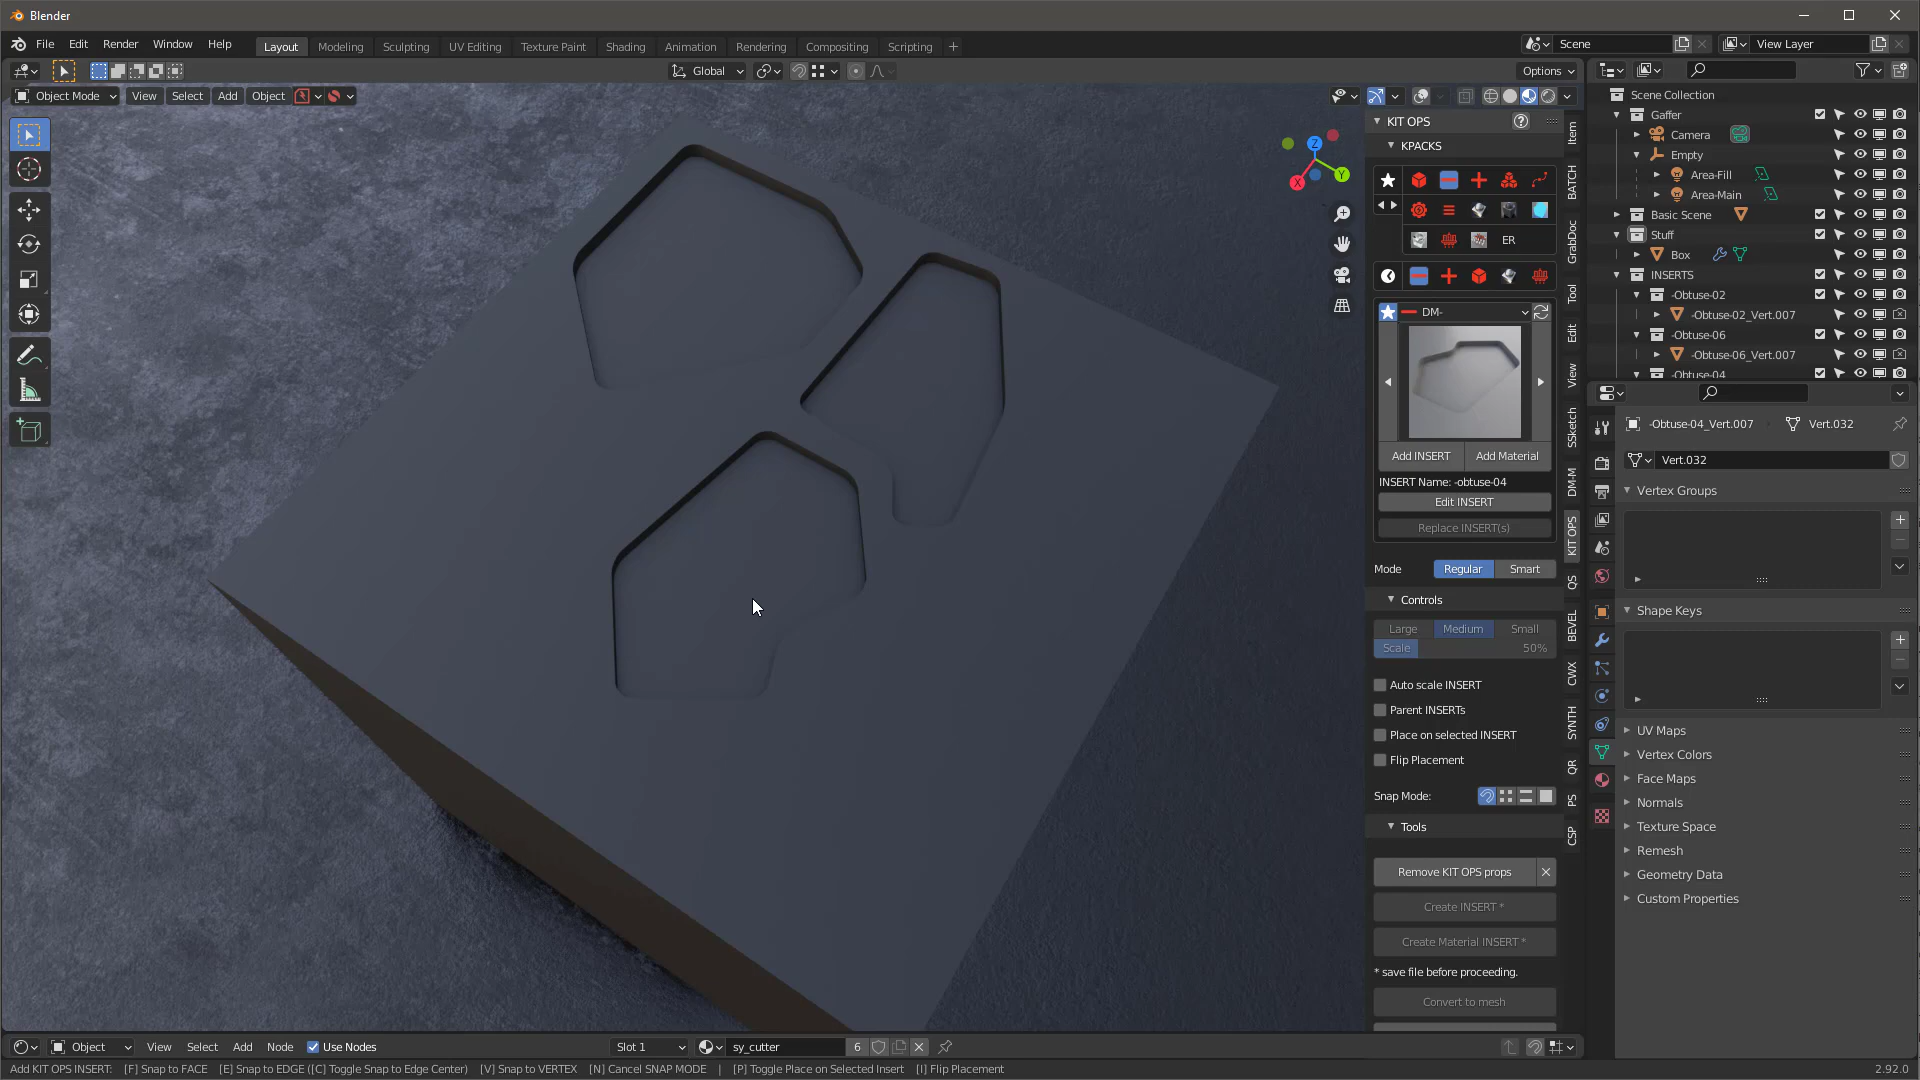 Blender
File Edit Render Window Help
Layout Modeling Sculpting UV Editing Texture Paint Shading Animation Rendering Compositing Scripting +
Scene
View Layer
Global
Options
Object Mode View Select Add Object
Z
Y
X
KIT OPS
KPACKS
ER
DM-
Add INSERT Add Material
INSERT Name: -obtuse-04
Edit INSERT
Replace INSERT(s)
Mode Regular Smart
Controls
Large Medium Small
Scale 50%
Auto scale INSERT
Parent INSERTs
Place on selected INSERT
Flip Placement
Snap Mode:
Tools
Remove KIT OPS props
Create INSERT *
Create Material INSERT *
* save file before proceeding.
Convert to mesh
Item
BATCH
GrabDoc
Tool
Edit
View
SSketch
DM-M
KIT OPS
QS
BEVEL
CWX
SYNTH
QR
PS
CSP
Scene Collection
Gaffer
Camera
Empty
Area-Fill
Area-Main
Basic Scene
Stuff
Box
INSERTS
-Obtuse-02
-Obtuse-02_Vert.007
-Obtuse-06
-Obtuse-06_Vert.007
-Obtuse-04
-Obtuse-04_Vert.007 Vert.032
Vert.032
Vertex Groups
Shape Keys
UV Maps
Vertex Colors
Face Maps
Normals
Texture Space
Remesh
Geometry Data
Custom Properties
Object View Select Add Node Use Nodes Slot 1 sy_cutter 6
Add KIT OPS INSERT: [F] Snap to FACE [E] Snap to EDGE ([C] Toggle Snap to Edge Center) [V] Snap to VERTEX [N] Cancel SNAP MODE | [P] Toggle Place on Selected Insert [I] Flip Placement
2.92.0